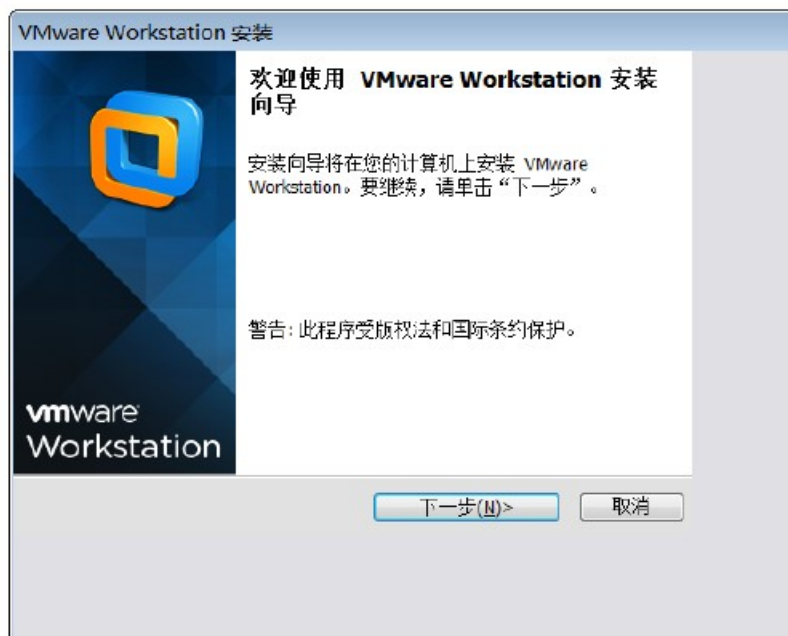 VMware Workstation 安装
欢迎使用 VMware Workstation 安装
向导
安装向导将在您的计算机上安装 VMware
Workstation。要继续，请单击“下一步”。
警告：此程序受版权法和国际条约保护。
vmware
Workstation
下一步(N)>
取消